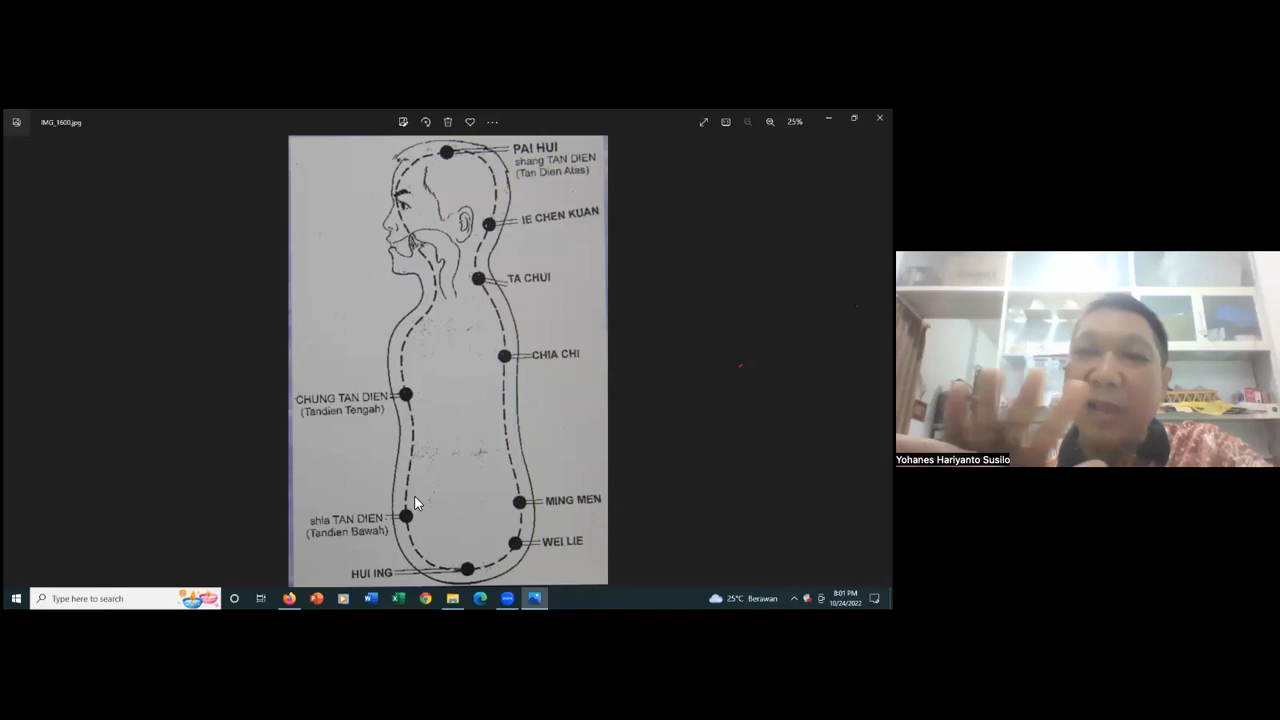 IMG_1600.jpg
25%
PAI HUI
shang TAN DIEN
(Tan Dien Atas)
IE CHEN KUAN
TA CHUI
CHIA CHI
CHUNG TAN DIEN
(Tandien Tengah)
MING MEN
shia TAN DIEN
(Tandien Bawah)
WEI LIE
HUI ING
Yohanes Hariyanto Susilo
Type here to search
25°C Berawan
8:01 PM
10/24/2022